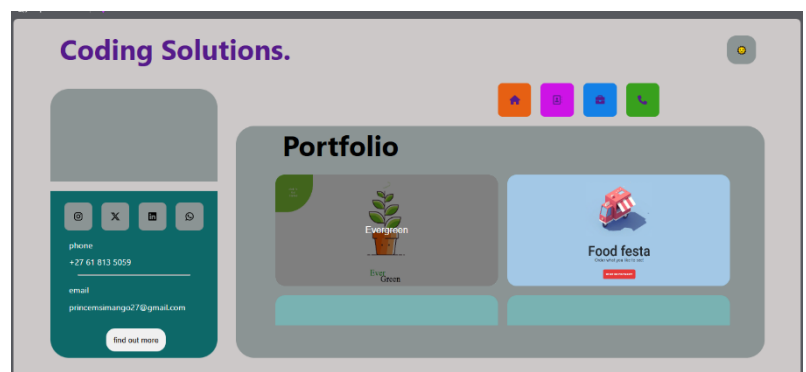 Coding Solutions.
Portfolio
Evergreen
Ever
Green
Food festa
phone
+27 61 813 5059
email
princemsimango27@gmail.com
find out more